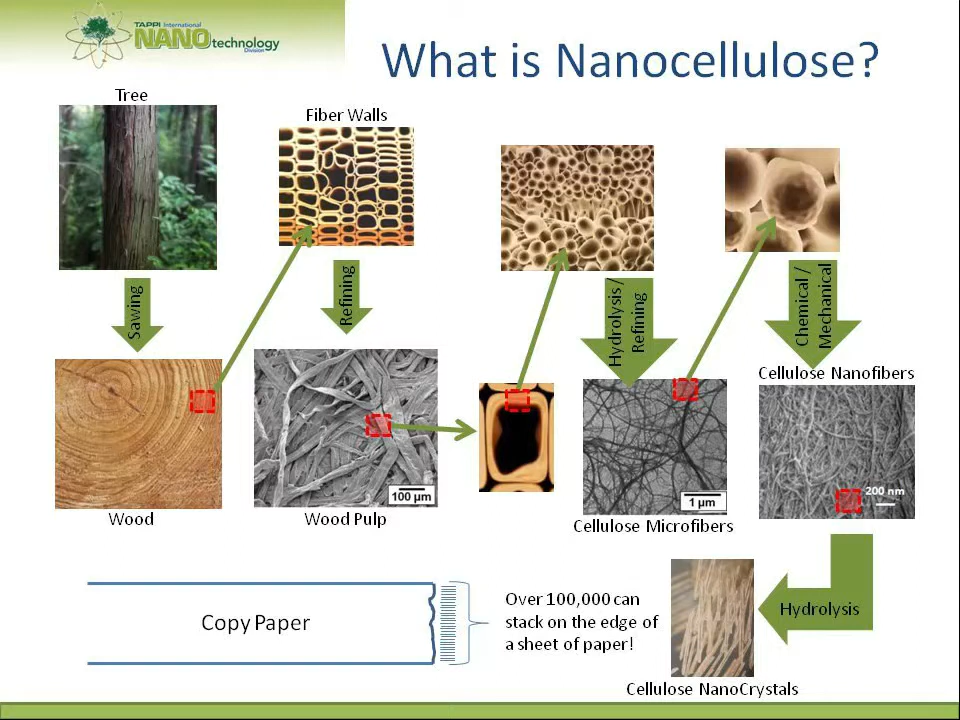 TAPPI International
NANOtechnology
Division
What is Nanocellulose?
Tree
Fiber Walls
Sawing
Refining
Hydrolysis /
Refining
Chemical /
Mechanical
Cellulose Nanofibers
100 µm
1 µm
200 nm
Wood
Wood Pulp
Cellulose Microfibers
Copy Paper
Over 100,000 can
stack on the edge of
a sheet of paper!
Hydrolysis
Cellulose NanoCrystals